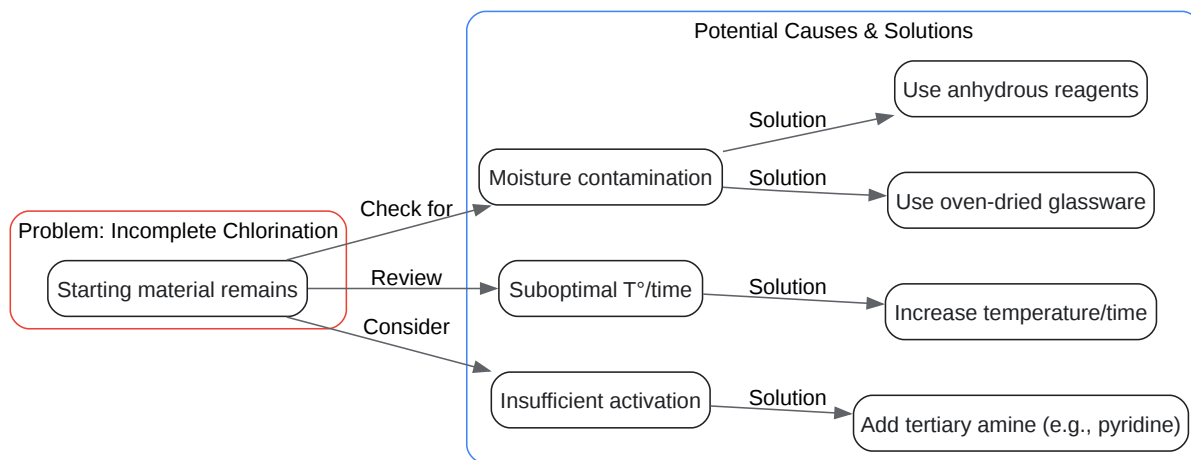 Potential Causes & Solutions
Use anhydrous reagents
Solution
Moisture contamination
Solution
Use oven-dried glassware
Check for
Problem: Incomplete Chlorination
Starting material remains
Review
Suboptimal T°/time
Solution
Increase temperature/time
Consider
Insufficient activation
Solution
Add tertiary amine (e.g., pyridine)